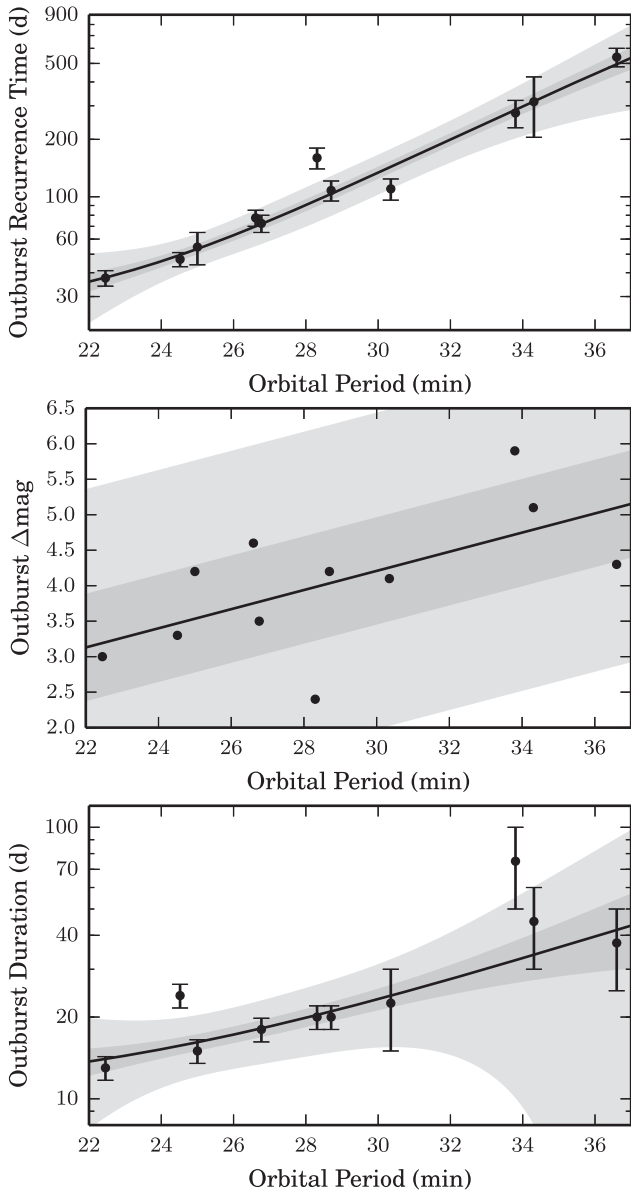 Outburst Recurrence Time (d)
900
500
200
100
60
30
22 24 26 28 30 32 34 36
Orbital Period (min)
Outburst Δmag
6.5
6.0
5.5
5.0
4.5
4.0
3.5
3.0
2.5
2.0
22 24 26 28 30 32 34 36
Orbital Period (min)
Outburst Duration (d)
100
70
40
20
10
22 24 26 28 30 32 34 36
Orbital Period (min)